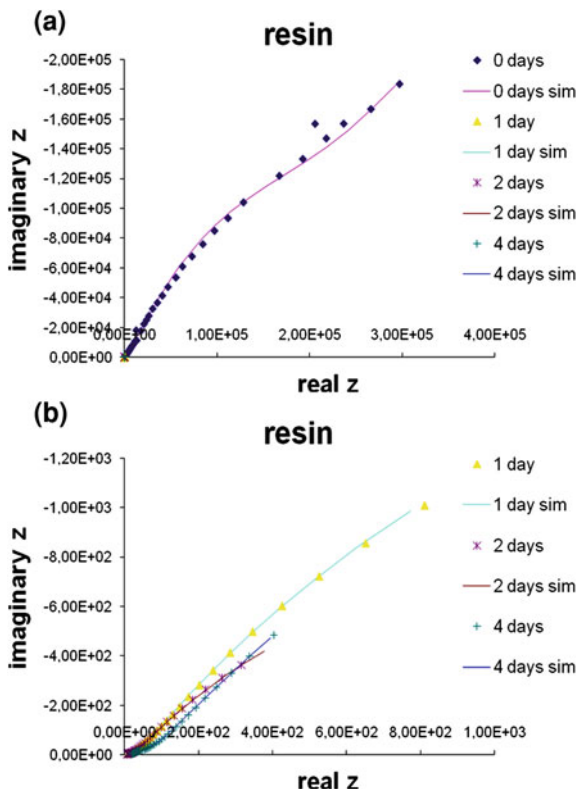 (a)
resin
-2,00E+05
-1,80E+05
-1,60E+05
-1,40E+05
-1,20E+05
-1,00E+05
-8,00E+04
-6,00E+04
-4,00E+04
-2,00E+04
0,00E+00
0,00E+00 1,00E+05 2,00E+05 3,00E+05 4,00E+05
imaginary z
real z
0 days
0 days sim
1 day
1 day sim
2 days
2 days sim
4 days
4 days sim
(b)
resin
-1,20E+03
-1,00E+03
-8,00E+02
-6,00E+02
-4,00E+02
-2,00E+02
0,00E+00
0,00E+00 2,00E+02 4,00E+02 6,00E+02 8,00E+02 1,00E+03
imaginary z
real z
1 day
1 day sim
2 days
2 days sim
4 days
4 days sim